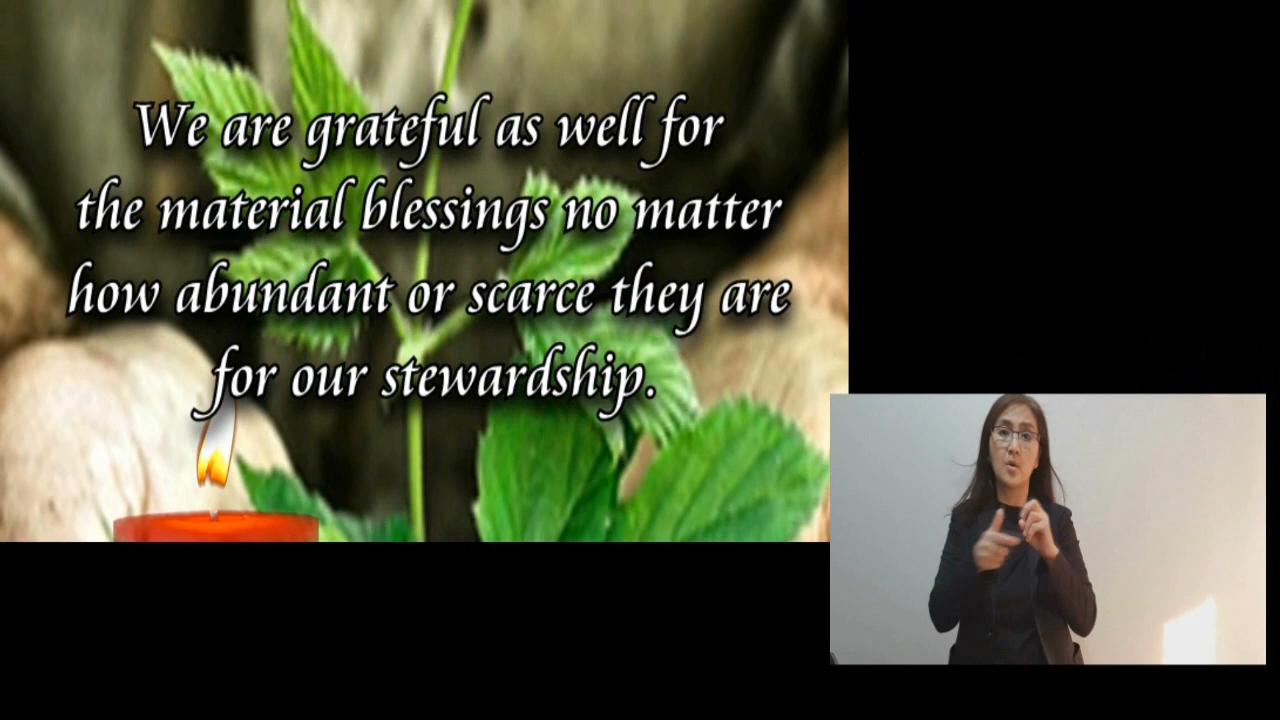 We are grateful as well for
the material blessings no matter
how abundant or scarce they are
for our stewardship.